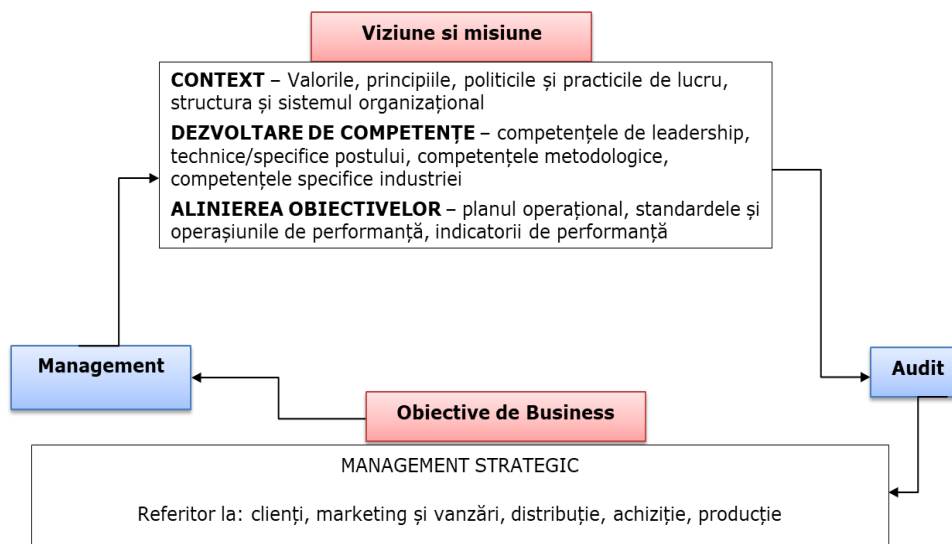 Viziune si misiune
CONTEXT – Valorile, principiile, politicile și practicile de lucru,
structura și sistemul organizațional
DEZVOLTARE DE COMPETENȚE – competențele de leadership,
technice/specifice postului, competențele metodologice,
competențele specifice industriei
ALINIEREA OBIECTIVELOR – planul operațional, standardele și
operașiunile de performanță, indicatorii de performanță
Management
Audit
Obiective de Business
MANAGEMENT STRATEGIC
Referitor la: clienți, marketing și vanzări, distribuție, achiziție, producție